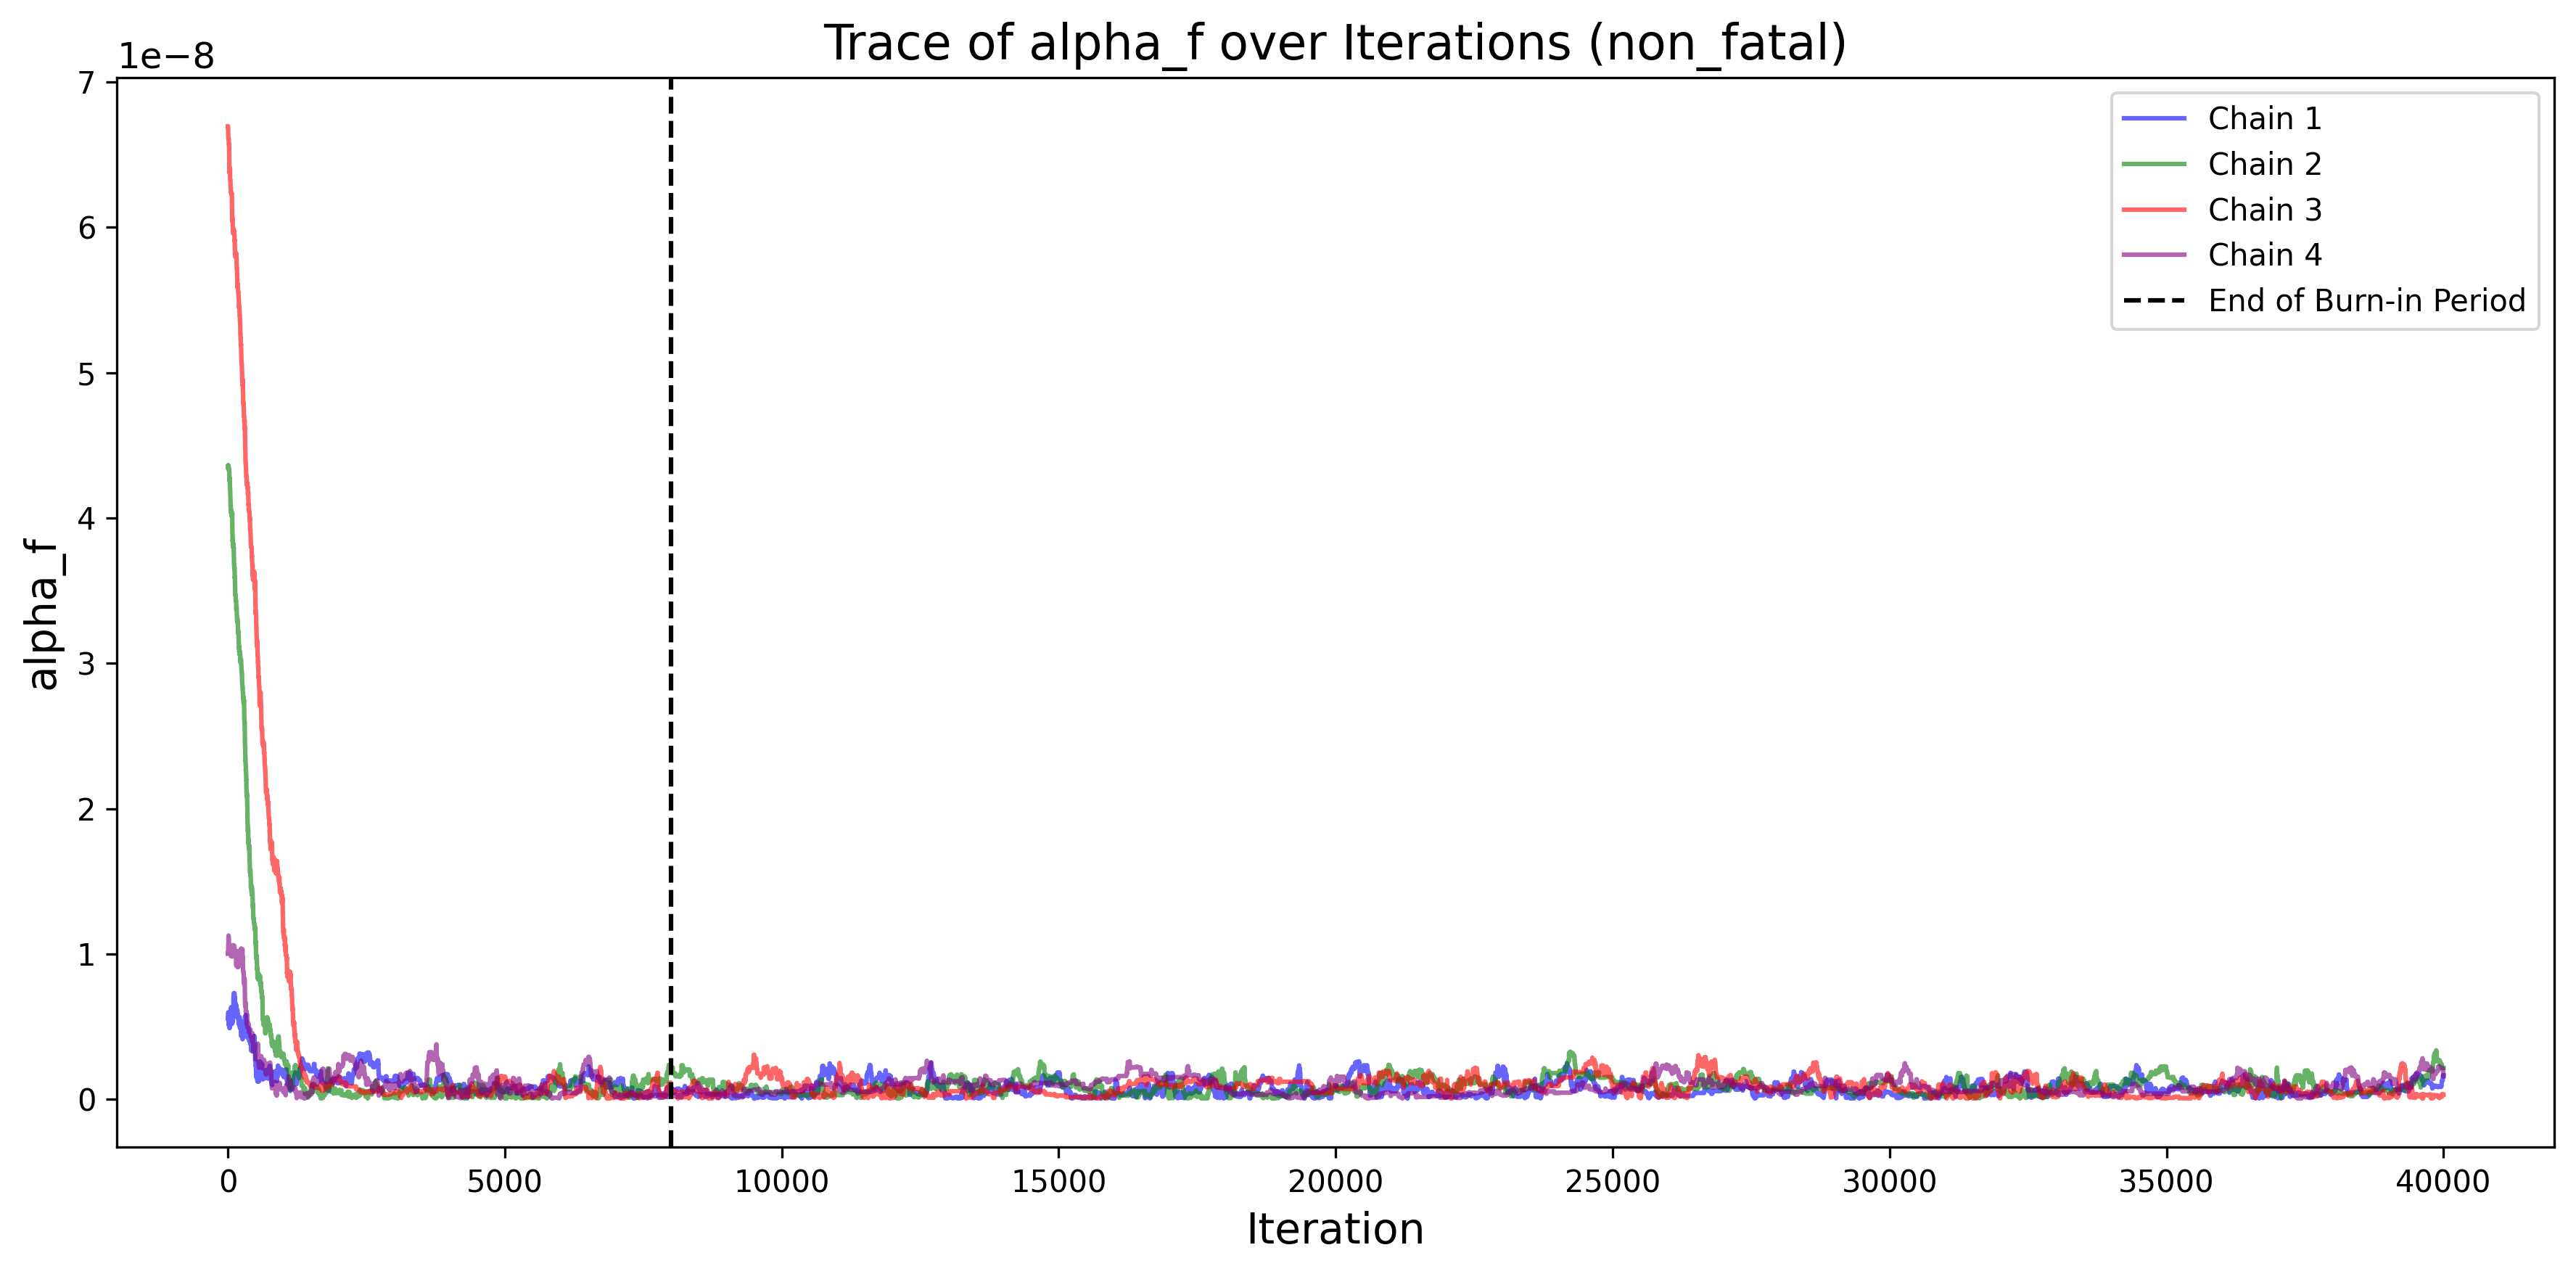 Trace of alpha_f over Iterations (non_fatal)
1e−8
7
6
5
4
3
2
1
0
alpha_f
Chain 1
Chain 2
Chain 3
Chain 4
End of Burn-in Period
0 5000 10000 15000 20000 25000 30000 35000 40000
Iteration